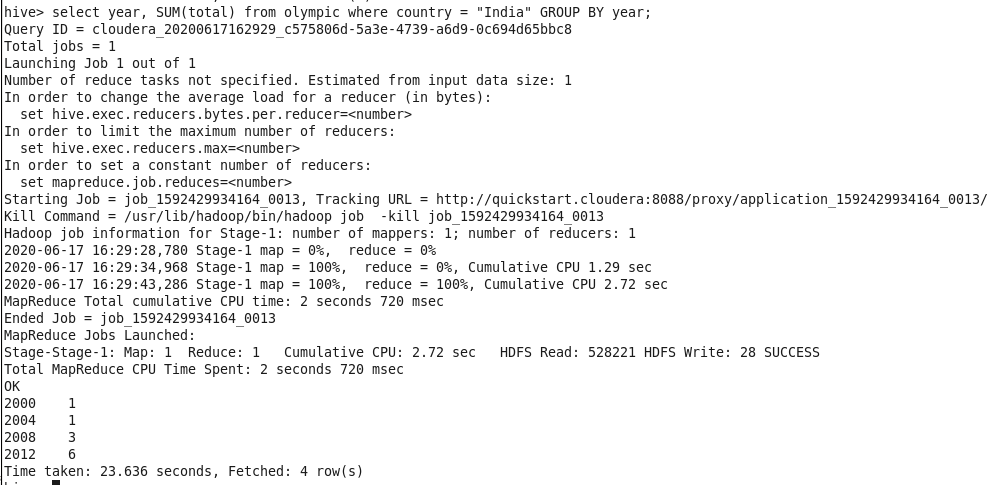 hive> select year, SUM(total) from olympic where country = "India" GROUP BY year;
Query ID = cloudera_20200617162929_c575806d-5a3e-4739-a6d9-0c694d65bbc8
Total jobs = 1
Launching Job 1 out of 1
Number of reduce tasks not specified. Estimated from input data size: 1
In order to change the average load for a reducer (in bytes):
  set hive.exec.reducers.bytes.per.reducer=<number>
In order to limit the maximum number of reducers:
  set hive.exec.reducers.max=<number>
In order to set a constant number of reducers:
  set mapreduce.job.reduces=<number>
Starting Job = job_1592429934164_0013, Tracking URL = http://quickstart.cloudera:8088/proxy/application_1592429934164_0013/
Kill Command = /usr/lib/hadoop/bin/hadoop job  -kill job_1592429934164_0013
Hadoop job information for Stage-1: number of mappers: 1; number of reducers: 1
2020-06-17 16:29:28,780 Stage-1 map = 0%,  reduce = 0%
2020-06-17 16:29:34,968 Stage-1 map = 100%,  reduce = 0%, Cumulative CPU 1.29 sec
2020-06-17 16:29:43,286 Stage-1 map = 100%,  reduce = 100%, Cumulative CPU 2.72 sec
MapReduce Total cumulative CPU time: 2 seconds 720 msec
Ended Job = job_1592429934164_0013
MapReduce Jobs Launched:
Stage-Stage-1: Map: 1  Reduce: 1   Cumulative CPU: 2.72 sec   HDFS Read: 528221 HDFS Write: 28 SUCCESS
Total MapReduce CPU Time Spent: 2 seconds 720 msec
OK
2000    1
2004    1
2008    3
2012    6
Time taken: 23.636 seconds, Fetched: 4 row(s)